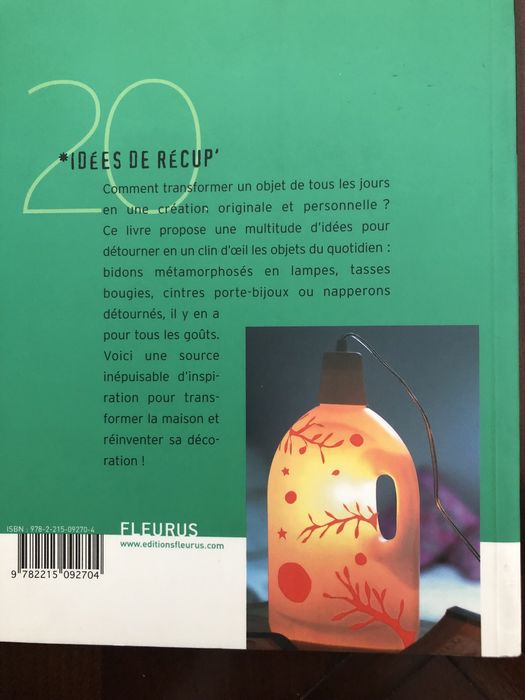 20
*IDÉES DE RÉCUP'
Comment transformer un objet de tous les jours
en une création originale et personnelle ?
Ce livre propose une multitude d'idées pour
détourner en un clin d'œil les objets du quotidien :
bidons métamorphosés en lampes, tasses
bougies, cintres porte-bijoux ou napperons
détournés, il y en a
pour tous les goûts.
Voici une source
inépuisable d'inspi-
ration pour trans-
former la maison et
réinventer sa déco-
ration !
ISBN : 978-2-215-09270-4
9 782215 092704
FLEURUS
www.editionsfleurus.com